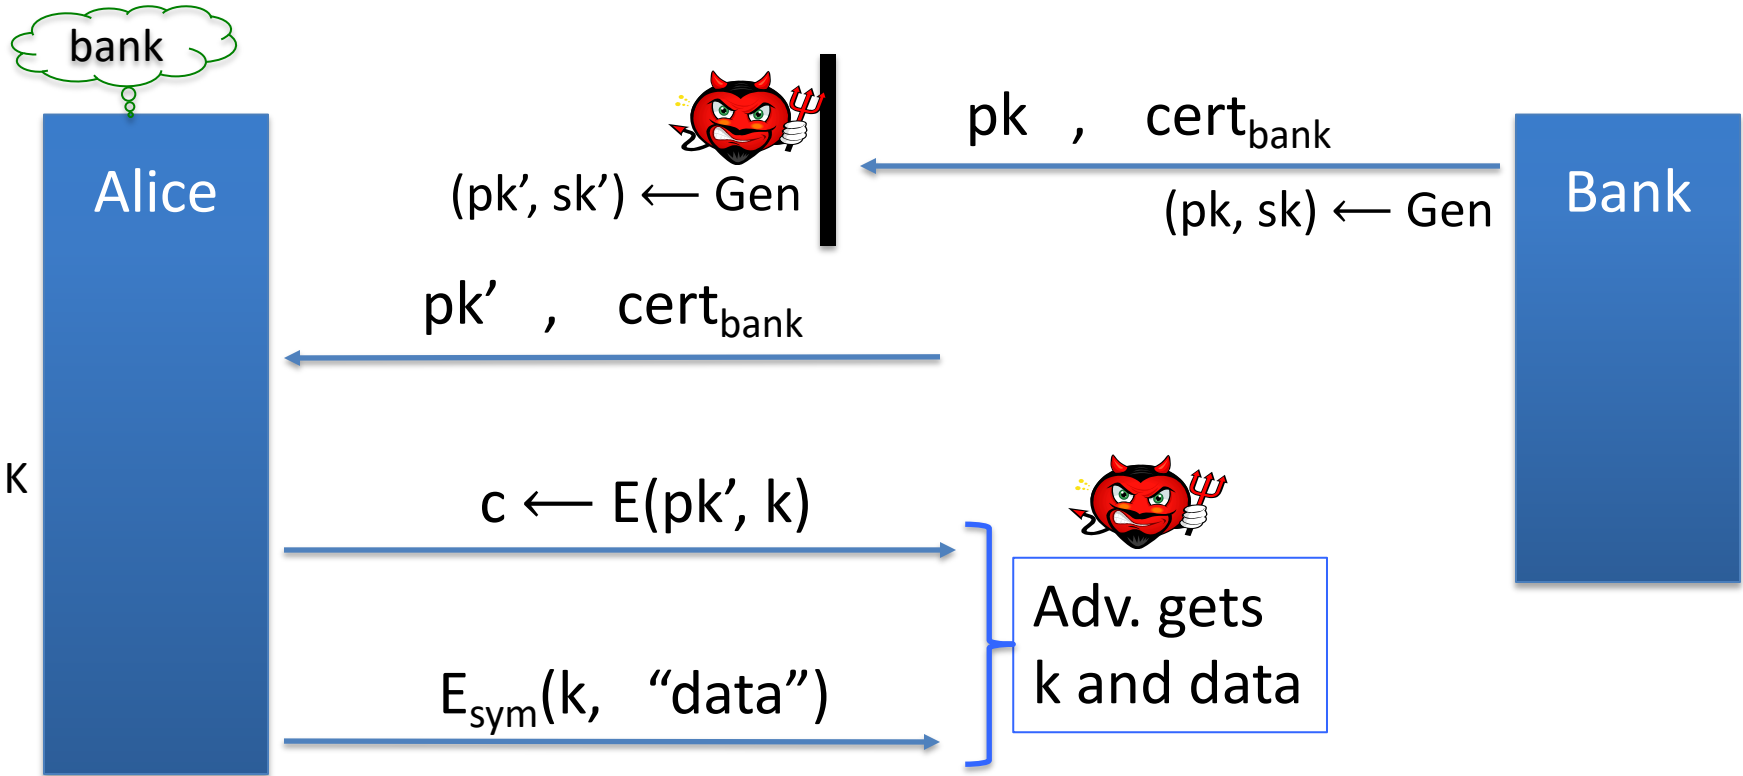 bank
Alice
pk , cert_bank
Bank
(pk’, sk’) ⟵ Gen
(pk, sk) ⟵ Gen
pk’ , cert_bank
K
c ⟵ E(pk’, k)
Adv. gets
k and data
E_sym(k, “data”)